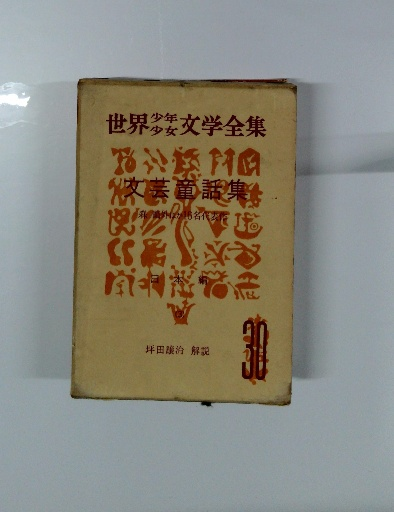 世界少年少女文学全集
文芸童話集
日本編
坪田譲治 解説
30